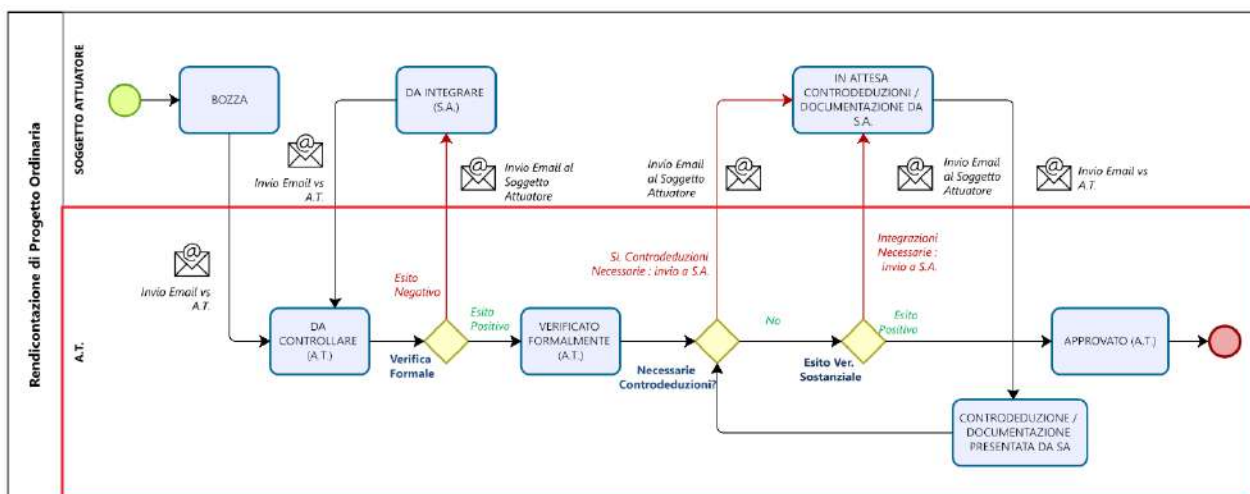 Rendicontazione di Progetto Ordinaria
SOGGETTO ATTUATORE
BOZZA
DA INTEGRARE
(S.A.)
IN ATTESA
CONTRODEDUZIONI /
DOCUMENTAZIONE DA
S.A.
Invio Email vs
A.T.
Invio Email al
Soggetto
Attuatore
Invio Email
al Soggetto
Attuatore
Invio Email al
Soggetto
Attuatore
Invio Email vs
A.T.
A.T.
Invio Email vs
A.T.
Esito
Negativo
Si. Controdeduzioni
Necessarie : invio a S.A.
Integrazioni
Necessarie :
invio a S.A.
DA
CONTROLLARE
(A.T.)
Verifica
Formale
Esito
Positivo
VERIFICATO
FORMALMENTE
(A.T.)
Necessarie
Controdeduzioni?
No
Esito Ver.
Sostanziale
Esito
Positivo
APPROVATO (A.T.)
CONTRODEDUZIONE /
DOCUMENTAZIONE
PRESENTATA DA SA